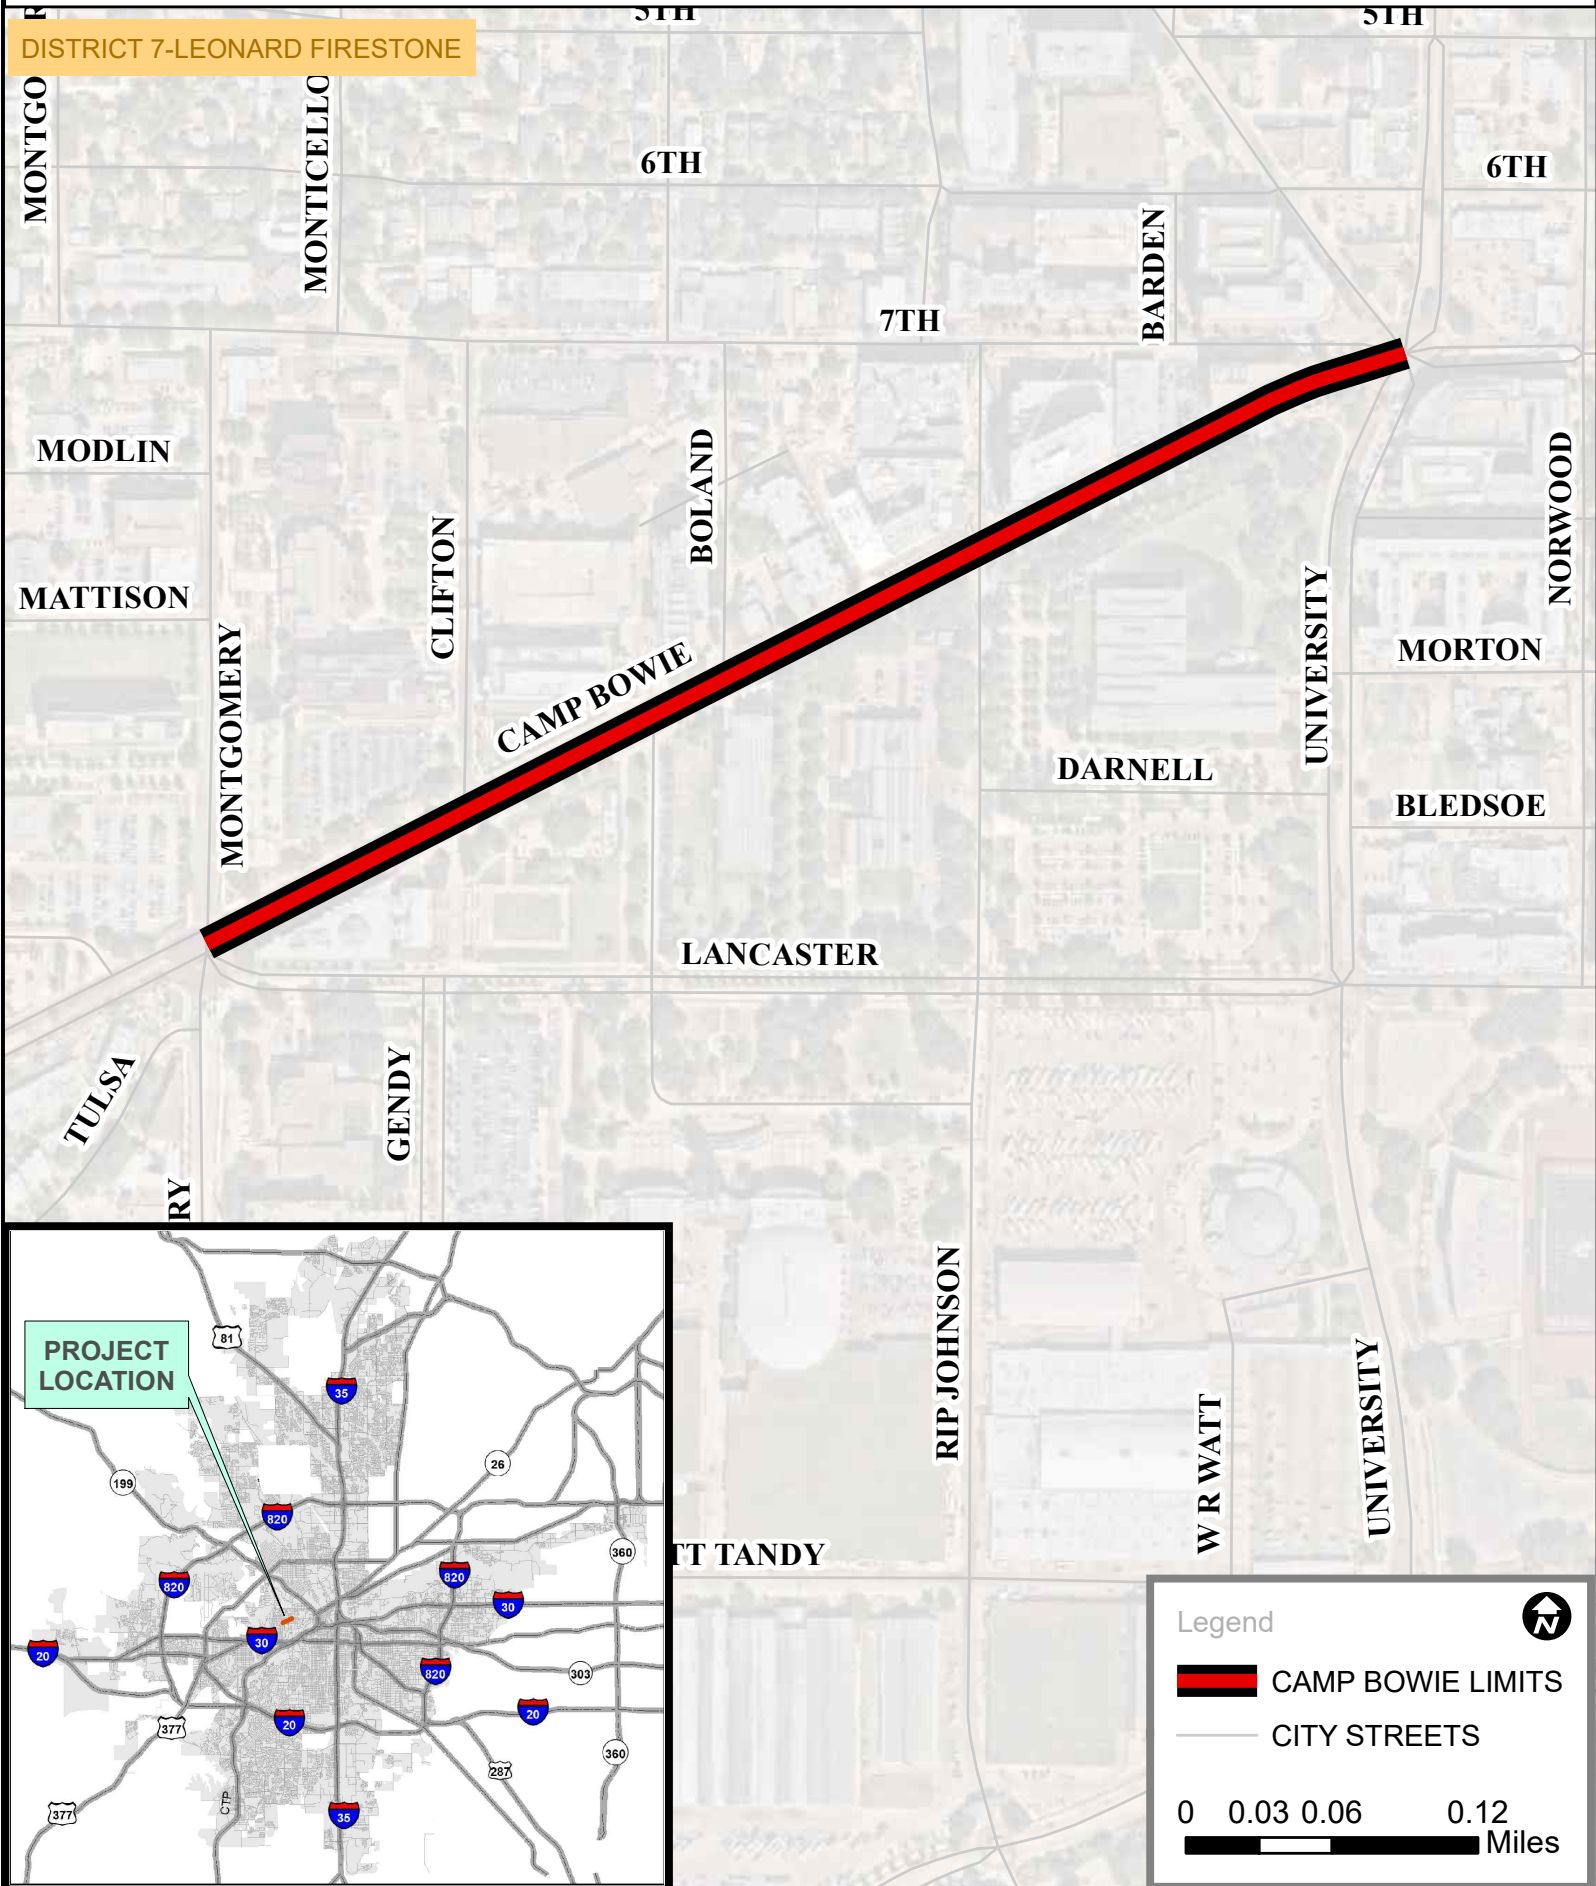 5TH
5TH
DISTRICT 7-LEONARD FIRESTONE
MONTGO
R
MONTICELLO
6TH
6TH
BARDEN
7TH
MODLIN
BOLAND
NORWOOD
CLIFTON
MATTISON
UNIVERSITY
MONTGOMERY
CAMP BOWIE
MORTON
DARNELL
BLEDSOE
LANCASTER
TULSA
GENDY
RY
RIP JOHNSON
W R WATT
UNIVERSITY
TT TANDY
PROJECT
LOCATION
81
35
26
199
820
360
820
820
30
30
20
820
303
20
20
377
360
287
CTP
377
35
Legend
N
CAMP BOWIE LIMITS
CITY STREETS
0 0.03 0.06 0.12
Miles